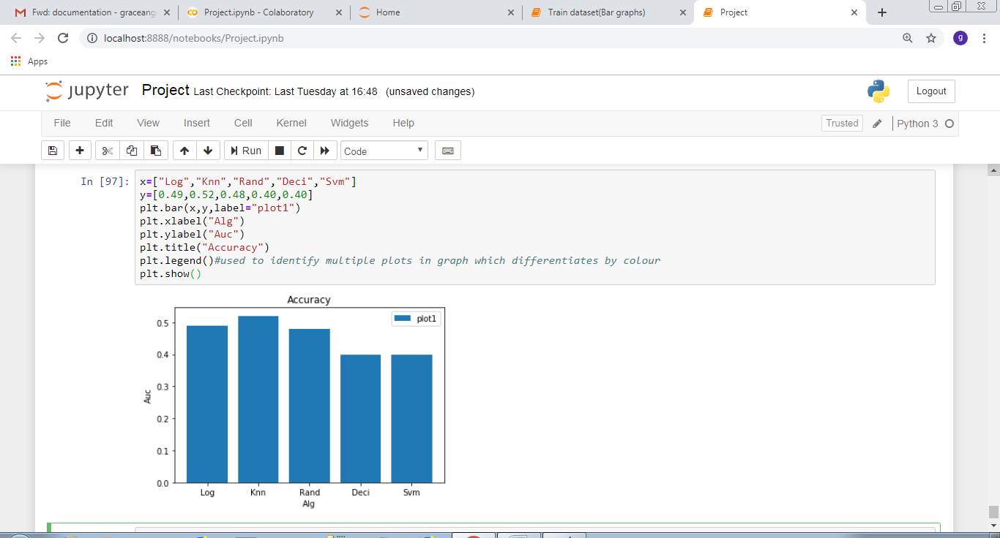 Fwd: documentation - graceang
Project.ipynb - Colaboratory
Home
Train dataset(Bar graphs)
Project
localhost:8888/notebooks/Project.ipynb
g
Apps
jupyter Project Last Checkpoint: Last Tuesday at 16:48 (unsaved changes)
Logout
File Edit View Insert Cell Kernel Widgets Help
Trusted Python 3
Run Code
In [97]: x=["Log","Knn","Rand","Deci","Svm"]
y=[0.49,0.52,0.48,0.40,0.40]
plt.bar(x,y,label="plot1")
plt.xlabel("Alg")
plt.ylabel("Auc")
plt.title("Accuracy")
plt.legend()#used to identify multiple plots in graph which differentiates by colour
plt.show()
Accuracy
plot1
0.5
0.4
0.3
0.2
0.1
0.0
Auc
Log Knn Rand Deci Svm
Alg